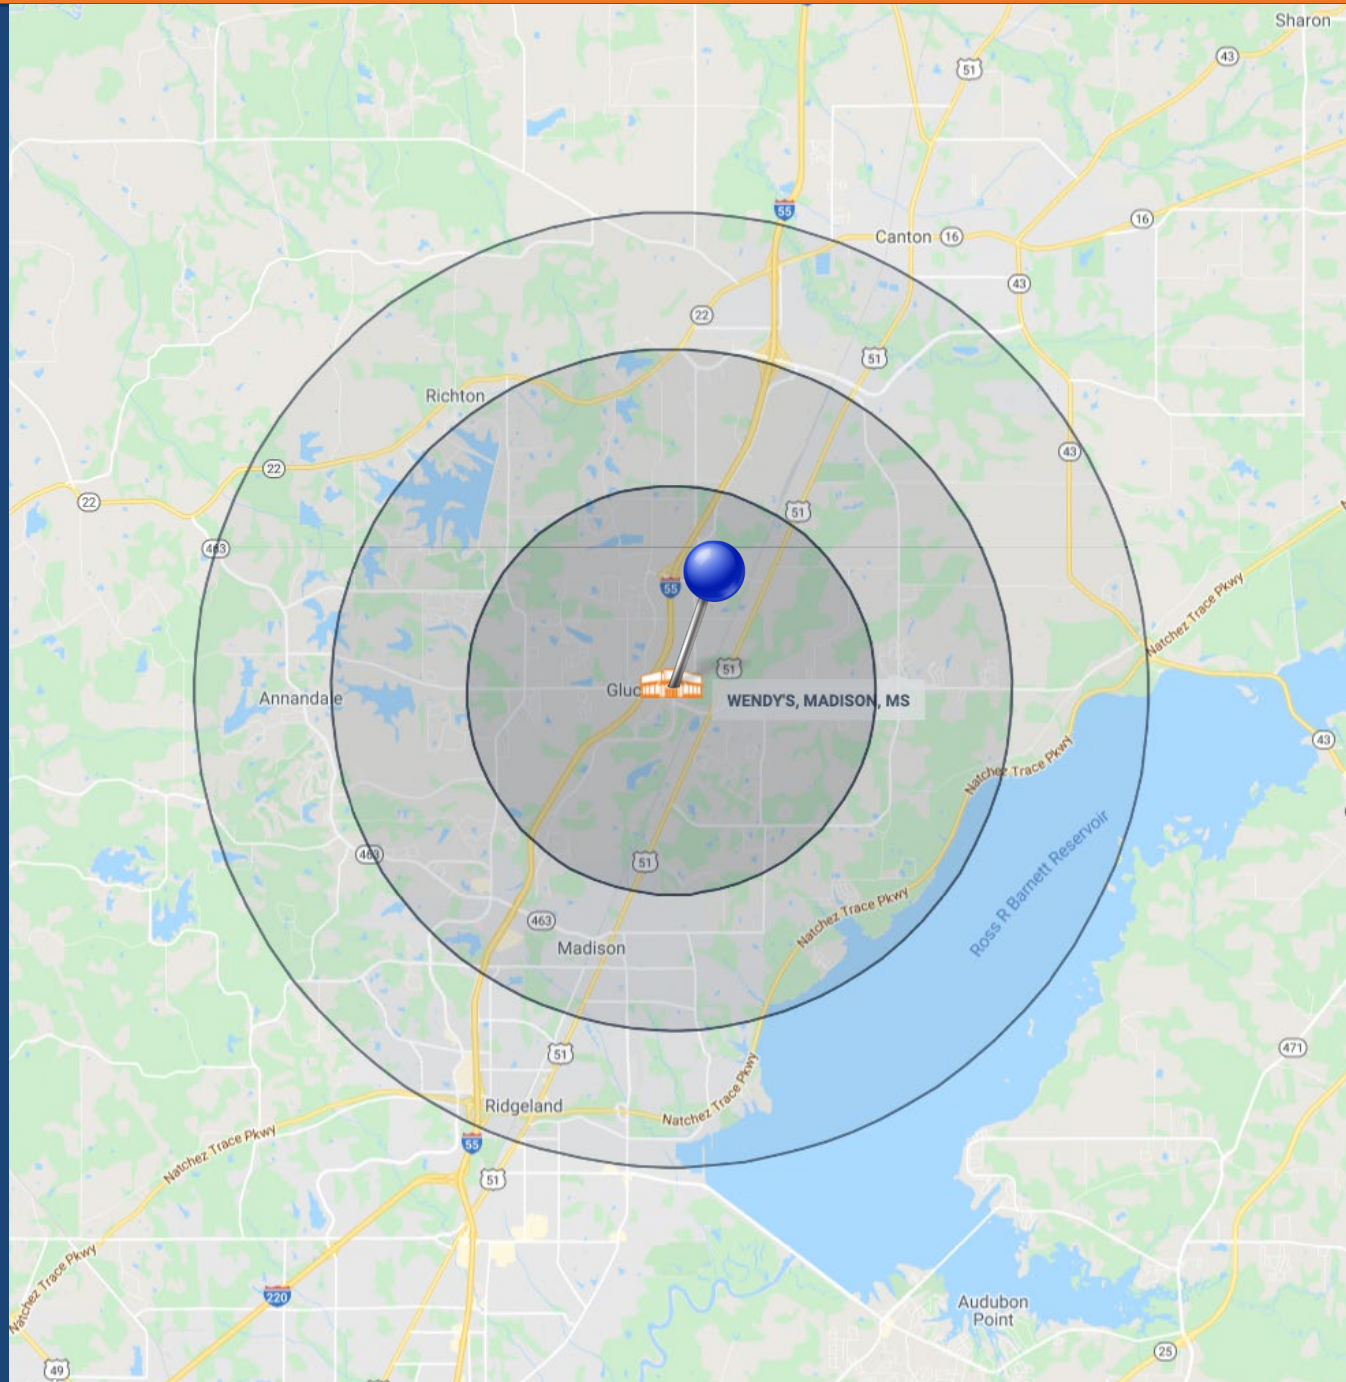 Sharon
43
51
55
16
Canton
16
43
22
51
Richton
43
22
22
51
463
Natchez Trace Pkwy
55
51
Annandale
Gluc
WENDY'S, MADISON, MS
43
Natchez Trace Pkwy
Ross R Barnett Reservoir
463
51
Natchez Trace Pkwy
463
Madison
471
51
Natchez Trace Pkwy
Ridgeland
Natchez Trace Pkwy
55
51
Natchez Trace Pkwy
220
Audubon
Point
25
49